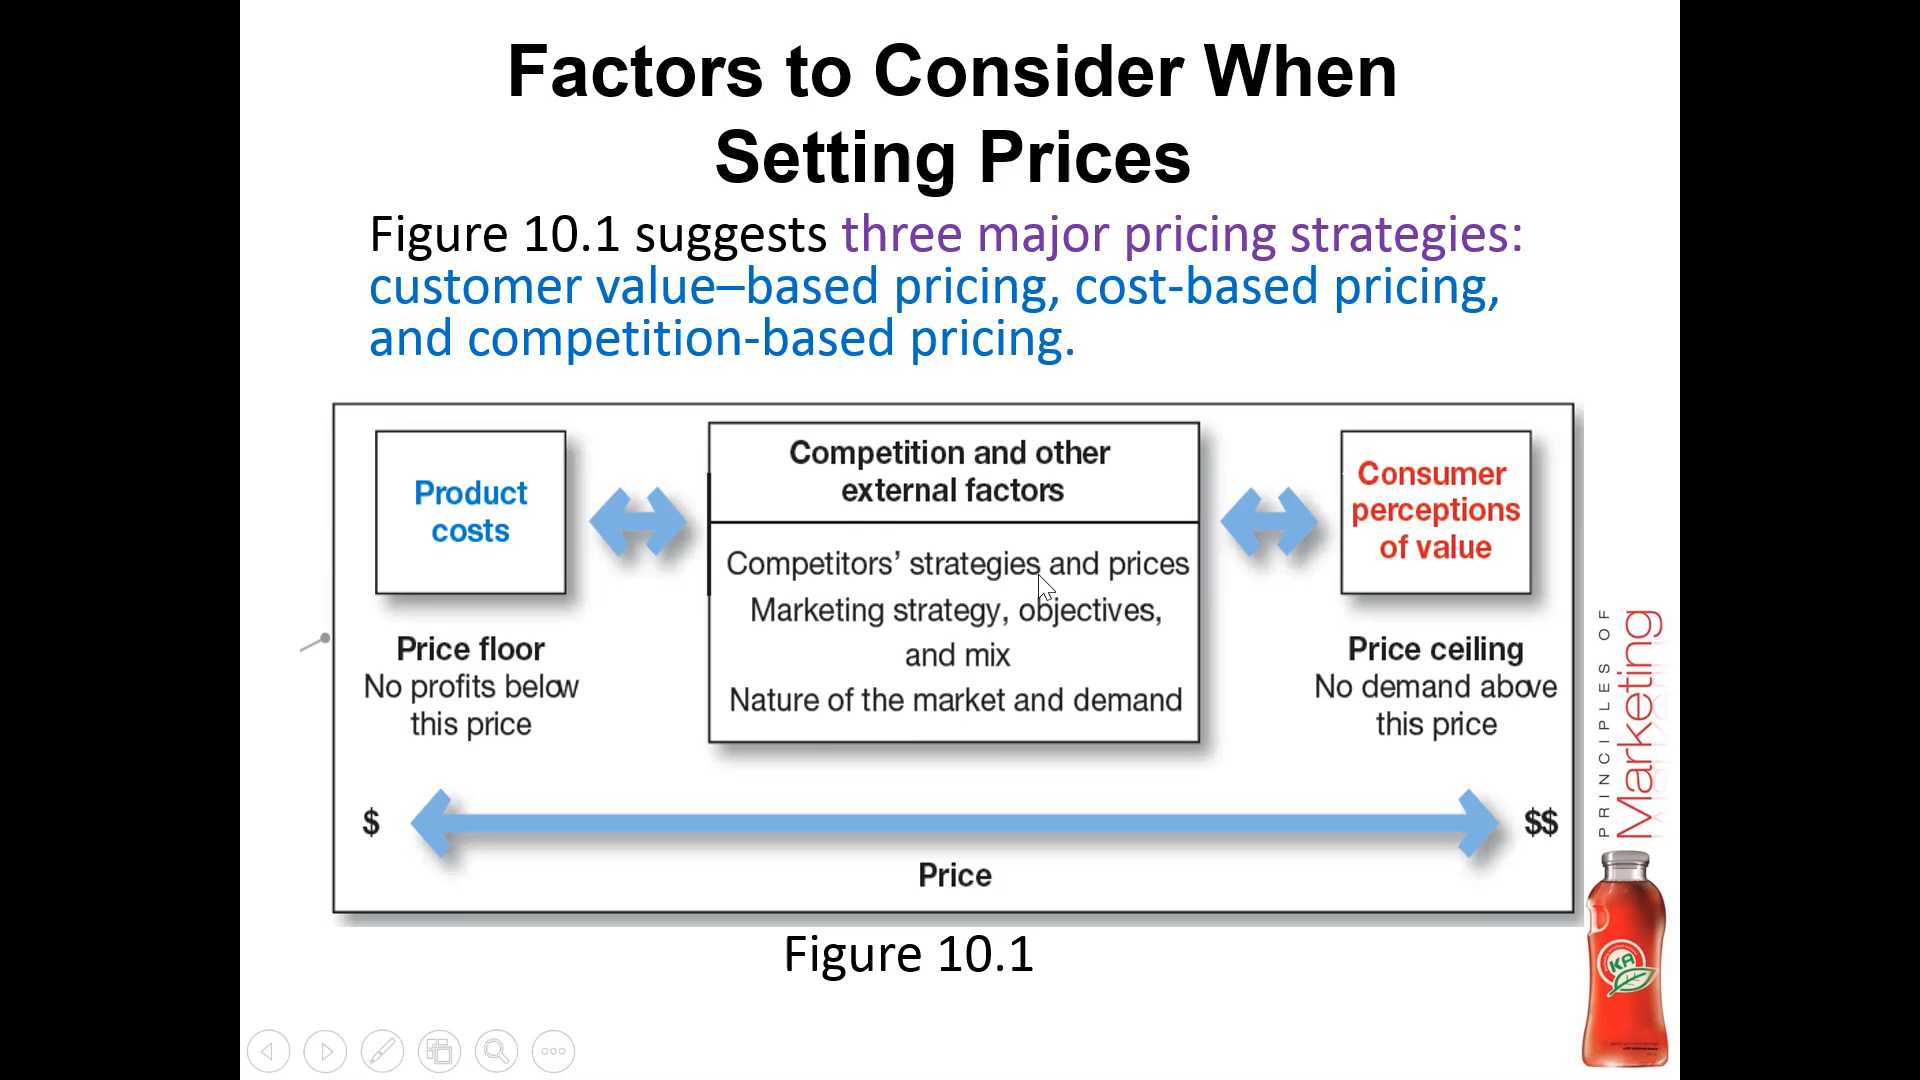 Factors to Consider When
Setting Prices
Figure 10.1 suggests three major pricing strategies:
customer value–based pricing, cost-based pricing,
and competition-based pricing.
Product
costs
Price floor
No profits below
this price
Competition and other
external factors
Competitors’ strategies and prices
Marketing strategy, objectives,
and mix
Nature of the market and demand
Consumer
perceptions
of value
Price ceiling
No demand above
this price
$
$$
Price
Figure 10.1
PRINCIPLES OF
Marketing
KA